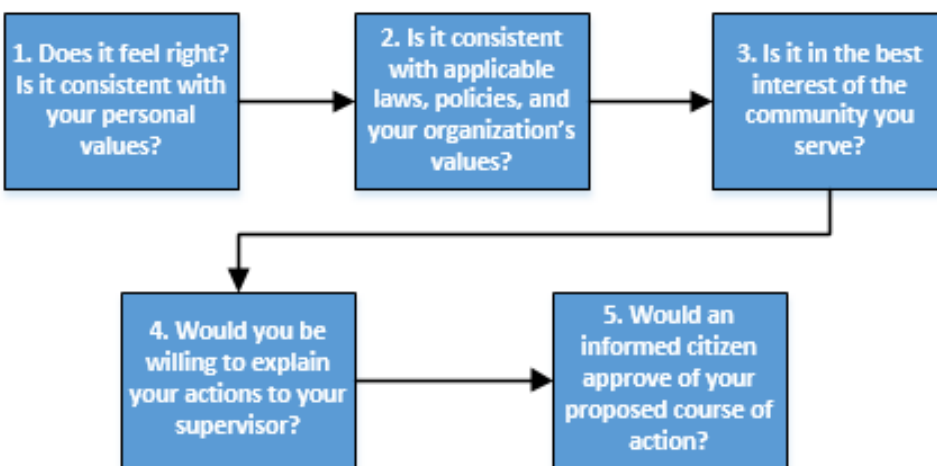 1. Does it feel right?
Is it consistent with
your personal
values?
2. Is it consistent
with applicable
laws, policies, and
your organization’s
values?
3. Is it in the best
interest of the
community you
serve?
4. Would you be
willing to explain
your actions to your
supervisor?
5. Would an
informed citizen
approve of your
proposed course of
action?